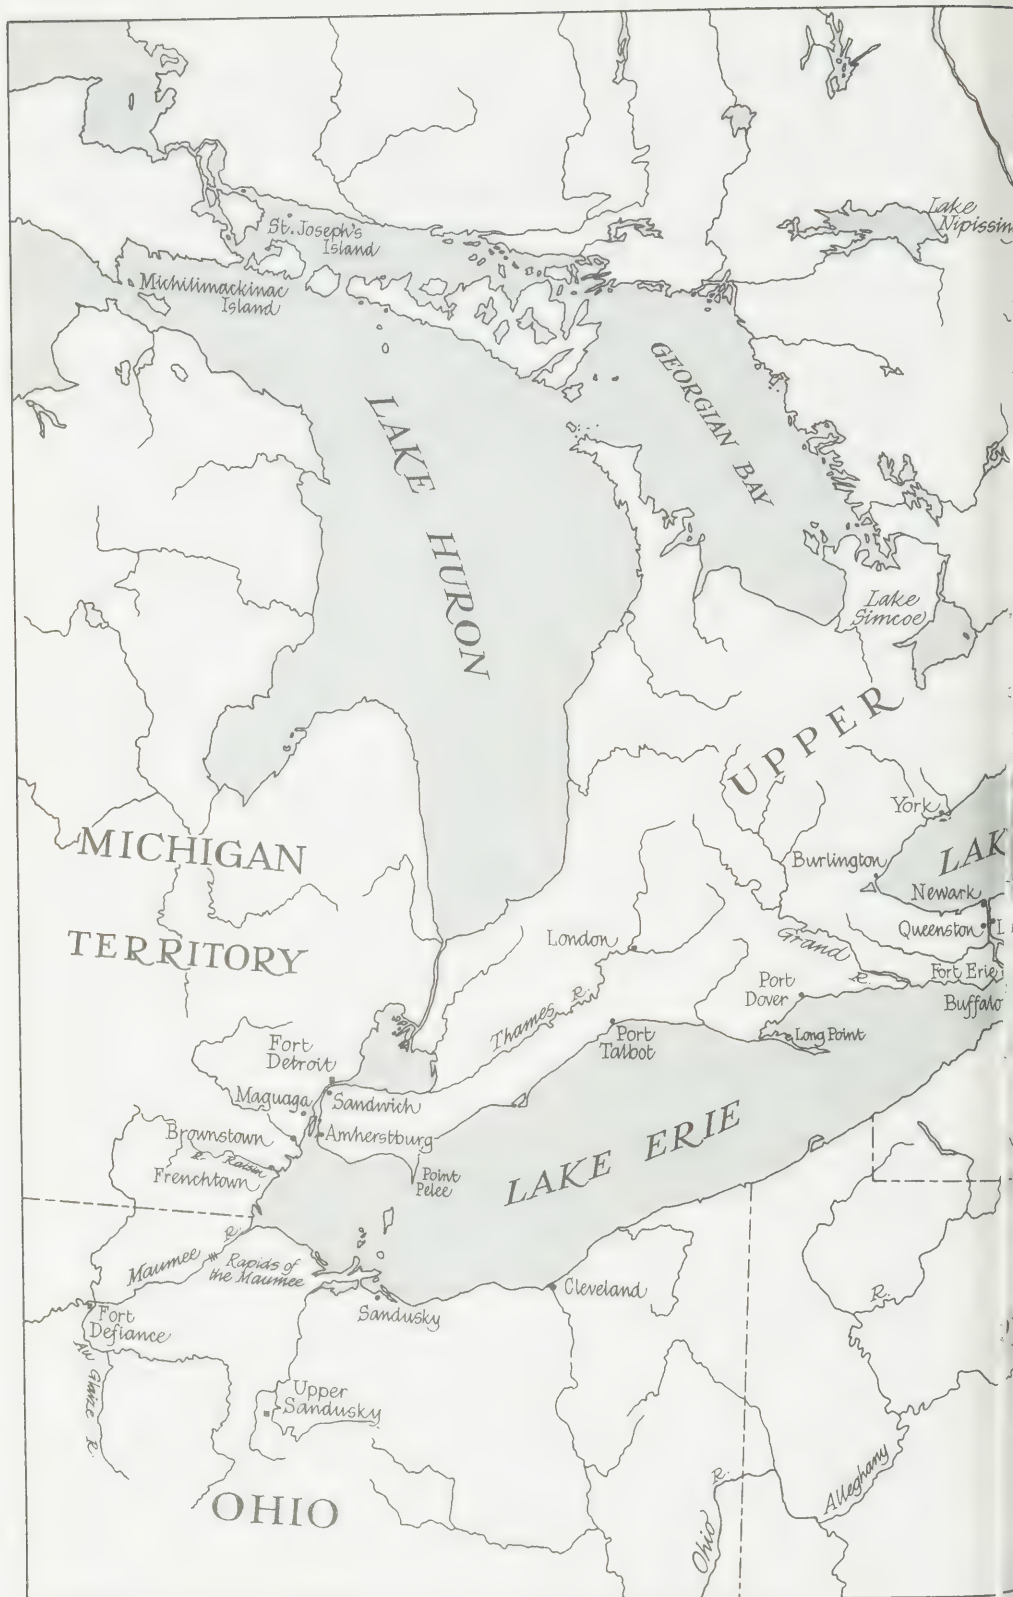 Lake
Nipissin
St. Joseph's
Island
Michilimackinac
Island
GEORGIAN BAY
LAKE HURON
Lake
Simcoe
UPPER
York
LAK
Burlington
Newark
Queenston
L
MICHIGAN
TERRITORY
London
Grand
R.
Fort Erie
Buffalo
Port
Dover
Long Point
Thames R.
Port
Talbot
Fort
Detroit
Maguaga
Sandwich
Brownstown
Amherstburg
R. Raisin
Frenchtown
Point
Pelee
LAKE ERIE
Maumee R.
Rapids of
the Maumee
Cleveland
Sandusky
Fort
Defiance
Au Glaize R.
Upper
Sandusky
R.
Alleghany
Ohio R.
OHIO